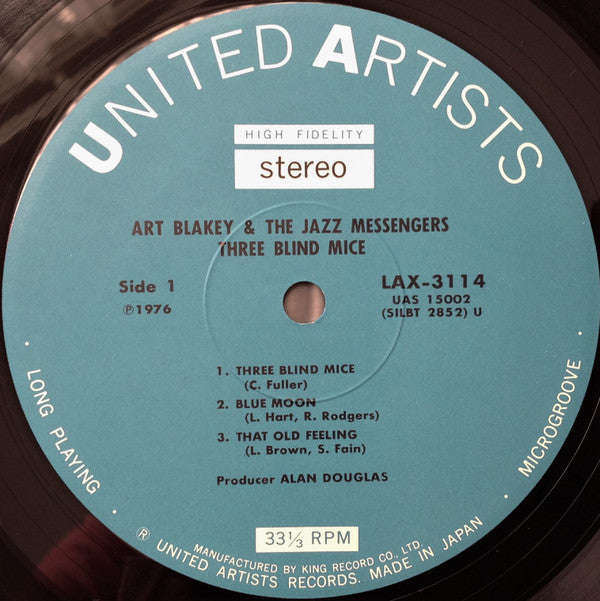 UNITED ARTISTS
HIGH FIDELITY
stereo
ART BLAKEY & THE JAZZ MESSENGERS
THREE BLIND MICE
Side 1
℗1976
LAX-3114
UAS 15002
(SILBT 2852) U
1. THREE BLIND MICE
(C. Fuller)
2. BLUE MOON
(L. Hart, R. Rodgers)
3. THAT OLD FEELING
(L. Brown, S. Fain)
Producer ALAN DOUGLAS
· LONG PLAYING ·
· MICROGROOVE ·
33⅓ RPM
MANUFACTURED BY KING RECORD CO., LTD.
® UNITED ARTISTS RECORDS. MADE IN JAPAN